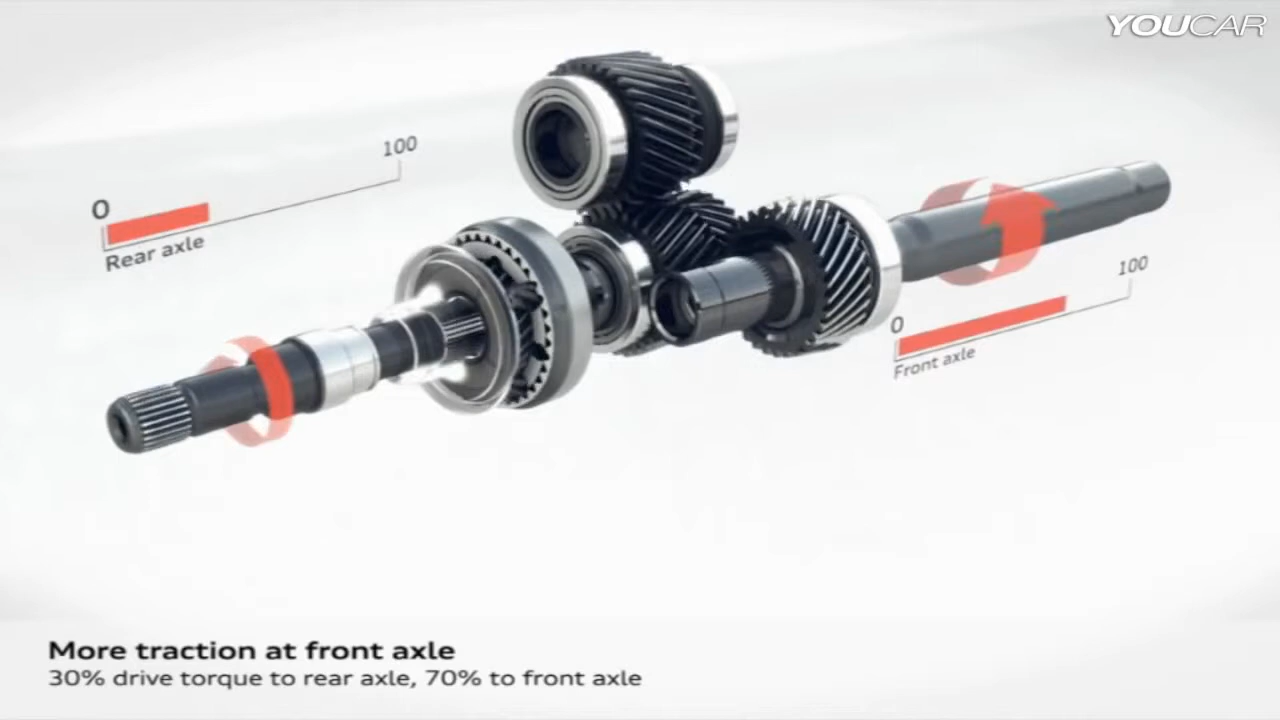 YOUCAR
100
0
Rear axle
100
0
Front axle
More traction at front axle
30% drive torque to rear axle, 70% to front axle